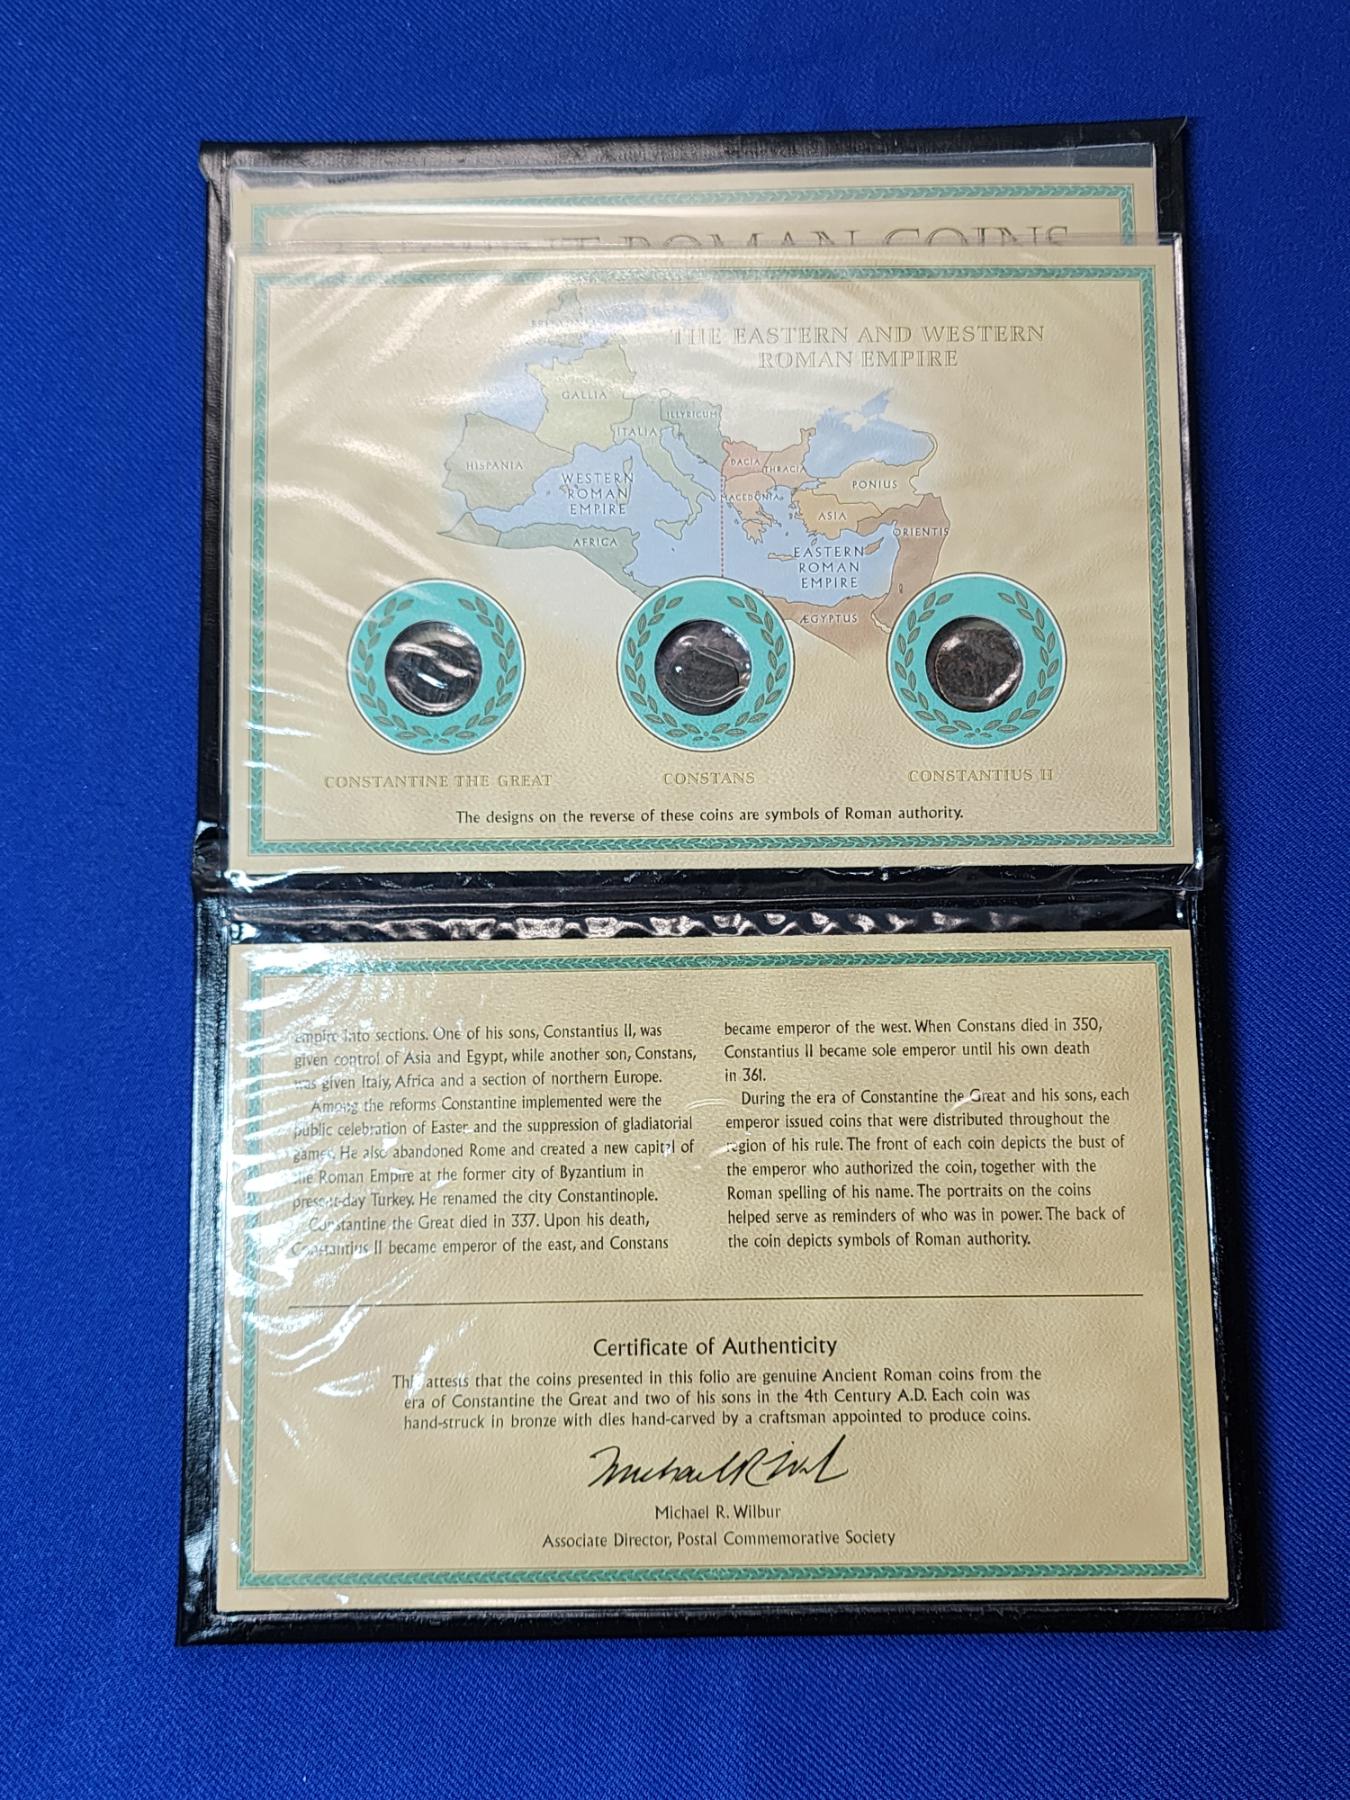 ROMAN COINS
THE EASTERN AND WESTERN
ROMAN EMPIRE
GALLIA
ILLYRICUM
ITALIA
HISPANIA
DACIA
THRACIA
WESTERN
ROMAN
EMPIRE
MACEDONIA
PONIUS
ASIA
ORIENTIS
AFRICA
EASTERN
ROMAN
EMPIRE
ÆGYPTUS
CONSTANTINE THE GREAT
CONSTANS
CONSTANTIUS II
The designs on the reverse of these coins are symbols of Roman authority.
empire into sections. One of his sons, Constantius II, was
given control of Asia and Egypt, while another son, Constans,
was given Italy, Africa and a section of northern Europe.
Among the reforms Constantine implemented were the
public celebration of Easter and the suppression of gladiatorial
games. He also abandoned Rome and created a new capital of
the Roman Empire at the former city of Byzantium in
present-day Turkey. He renamed the city Constantinople.
Constantine the Great died in 337. Upon his death,
Constantius II became emperor of the east, and Constans
became emperor of the west. When Constans died in 350,
Constantius II became sole emperor until his own death
in 361.
During the era of Constantine the Great and his sons, each
emperor issued coins that were distributed throughout the
region of his rule. The front of each coin depicts the bust of
the emperor who authorized the coin, together with the
Roman spelling of his name. The portraits on the coins
helped serve as reminders of who was in power. The back of
the coin depicts symbols of Roman authority.
Certificate of Authenticity
This attests that the coins presented in this folio are genuine Ancient Roman coins from the
era of Constantine the Great and two of his sons in the 4th Century A.D. Each coin was
hand-struck in bronze with dies hand-carved by a craftsman appointed to produce coins.
Michael R. Wilbur
Associate Director, Postal Commemorative Society